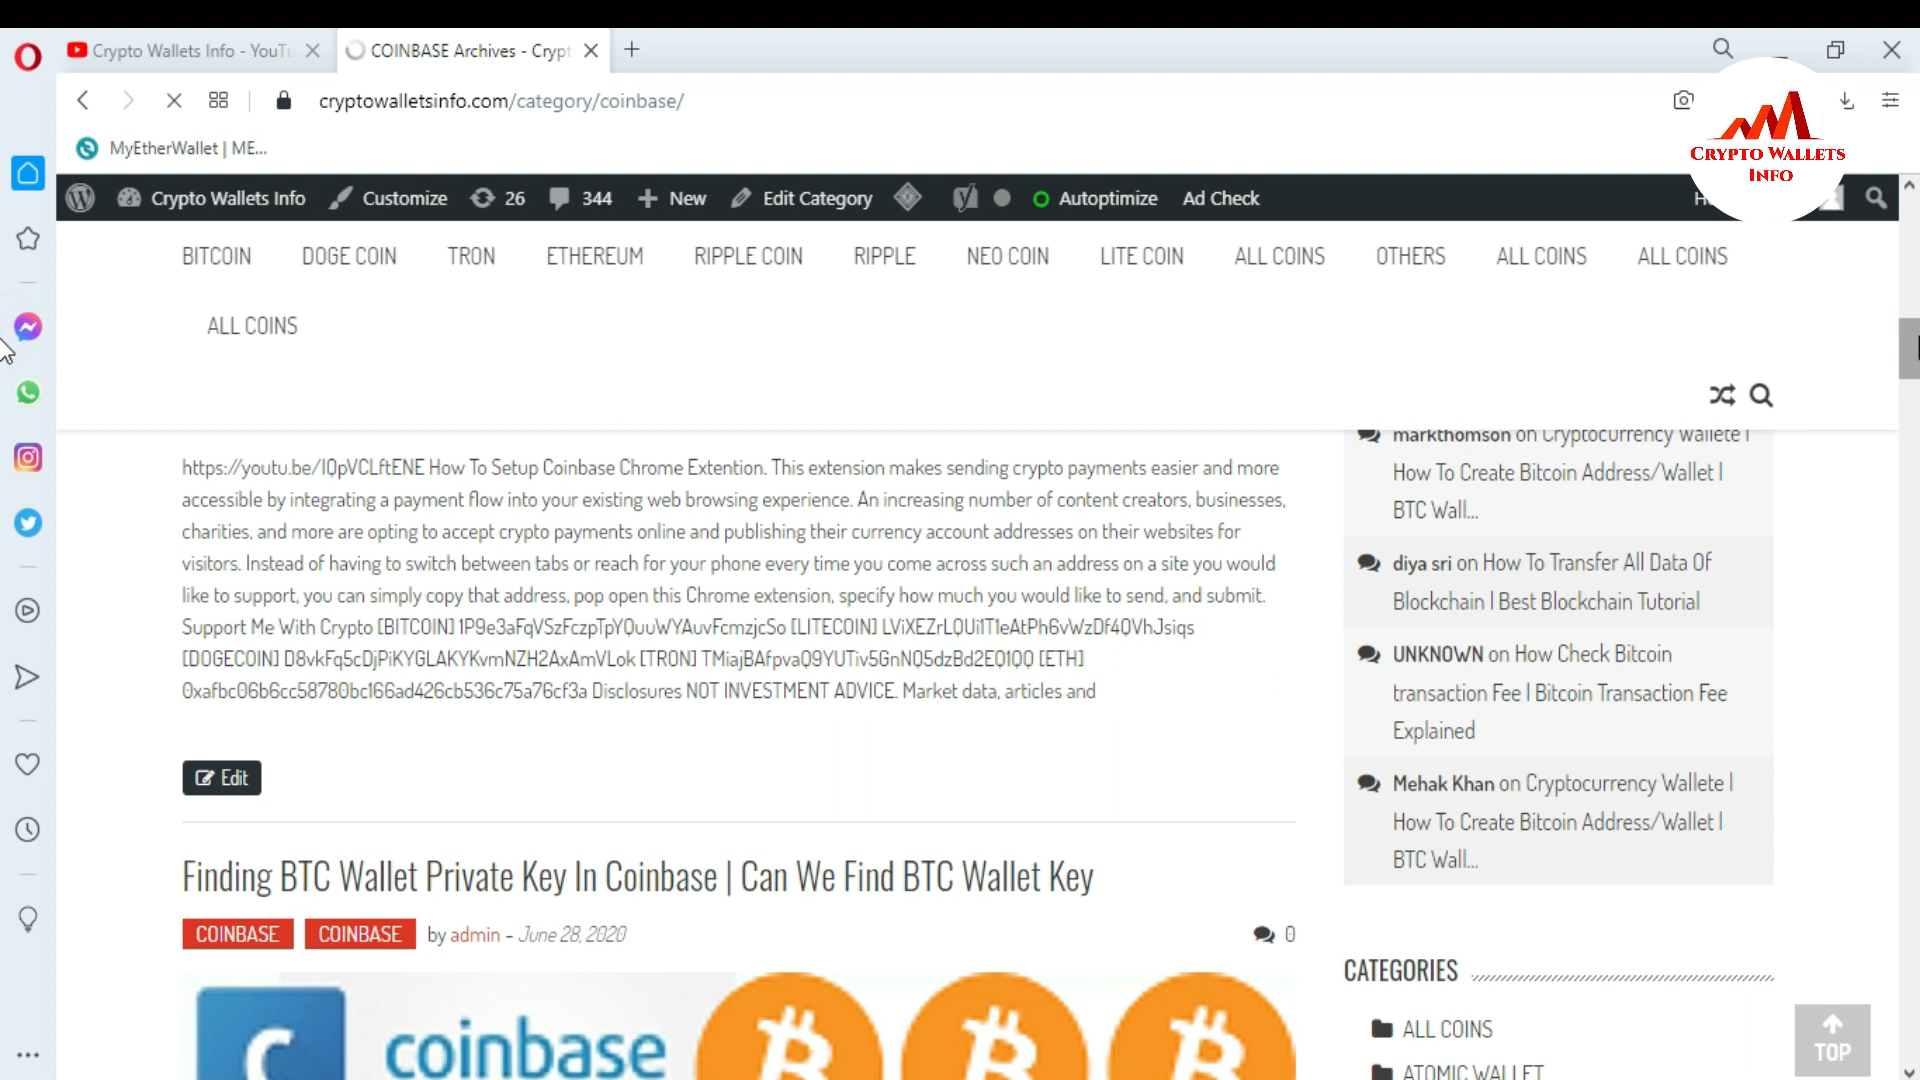 Crypto Wallets Info - YouTu
COINBASE Archives - Crypt
cryptowalletsinfo.com/category/coinbase/
MyEtherWallet | ME...
CRYPTO WALLETS
INFO
Crypto Wallets Info Customize 26 344 New Edit Category Autoptimize Ad Check
BITCOIN DOGE COIN TRON ETHEREUM RIPPLE COIN RIPPLE NEO COIN LITE COIN ALL COINS OTHERS ALL COINS ALL COINS
ALL COINS
https://youtu.be/IQpVCLftENE How To Setup Coinbase Chrome Extention. This extension makes sending crypto payments easier and more
accessible by integrating a payment flow into your existing web browsing experience. An increasing number of content creators, businesses,
charities, and more are opting to accept crypto payments online and publishing their currency account addresses on their websites for
visitors. Instead of having to switch between tabs or reach for your phone every time you come across such an address on a site you would
like to support, you can simply copy that address, pop open this Chrome extension, specify how much you would like to send, and submit.
Support Me With Crypto [BITCOIN] 1P9e3aFqVSzFczpTpYQuuWYAuvFcmzjcSo [LITECOIN] LViXEZrLQUi1T1eAtPh6vWzDf4QVhJsiqs
[DOGECOIN] D8vkFq5cDjPiKYGLAKYKvmNZH2AxAmVLok [TRON] TMiajBAfpvaQ9YUTiv5GnNQ5dzBd2EQ1QQ [ETH]
0xafbc06b6cc58780bc166ad426cb536c75a76cf3a Disclosures NOT INVESTMENT ADVICE. Market data, articles and
Edit
Finding BTC Wallet Private Key In Coinbase | Can We Find BTC Wallet Key
COINBASE COINBASE by admin - June 28, 2020 0
coinbase
markthomson on Cryptocurrency Wallete |
How To Create Bitcoin Address/Wallet |
BTC Wall...
diya sri on How To Transfer All Data Of
Blockchain | Best Blockchain Tutorial
UNKNOWN on How Check Bitcoin
transaction Fee | Bitcoin Transaction Fee
Explained
Mehak Khan on Cryptocurrency Wallete |
How To Create Bitcoin Address/Wallet |
BTC Wall...
CATEGORIES
ALL COINS
ATOMIC WALLET
TOP